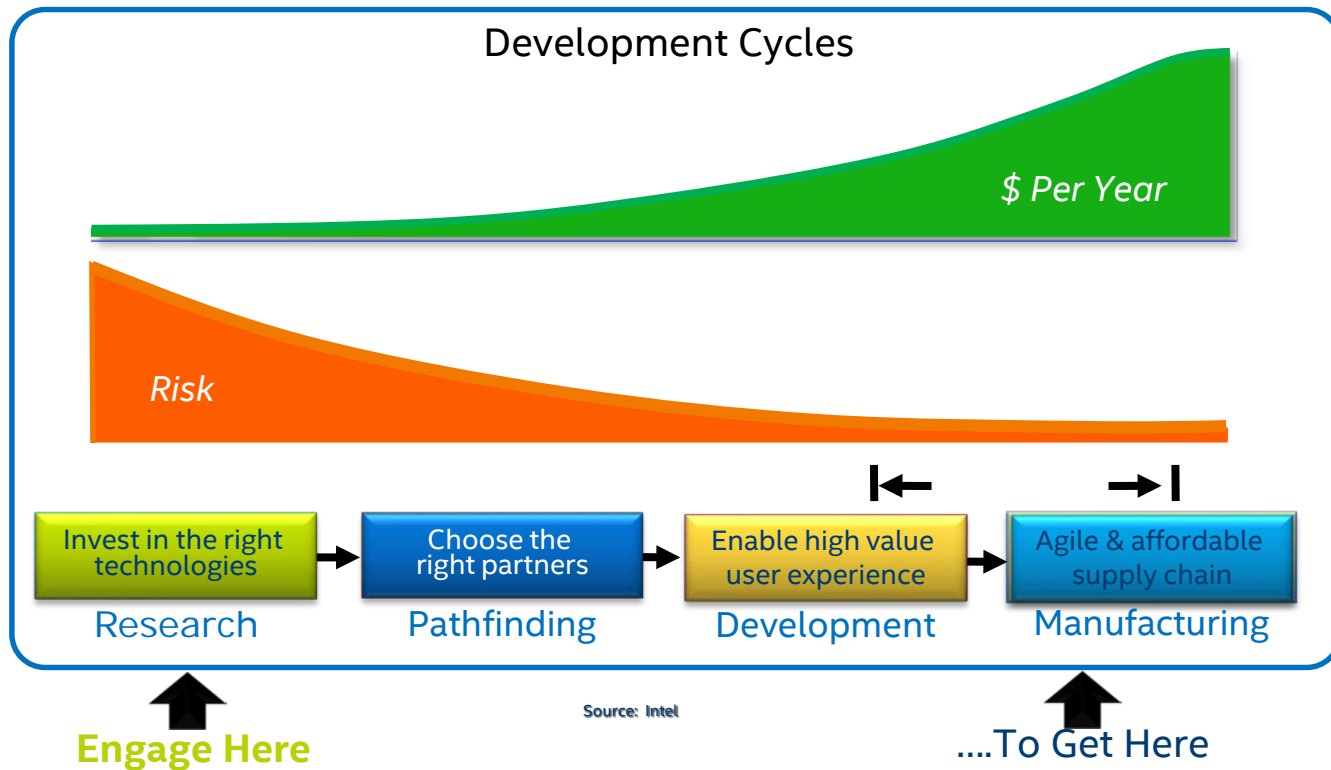 Development Cycles
$ Per Year
Risk
Invest in the right
technologies
Choose the
right partners
Enable high value
user experience
Agile & affordable
supply chain
Research
Pathfinding
Development
Manufacturing
Source: Intel
Engage Here
....To Get Here